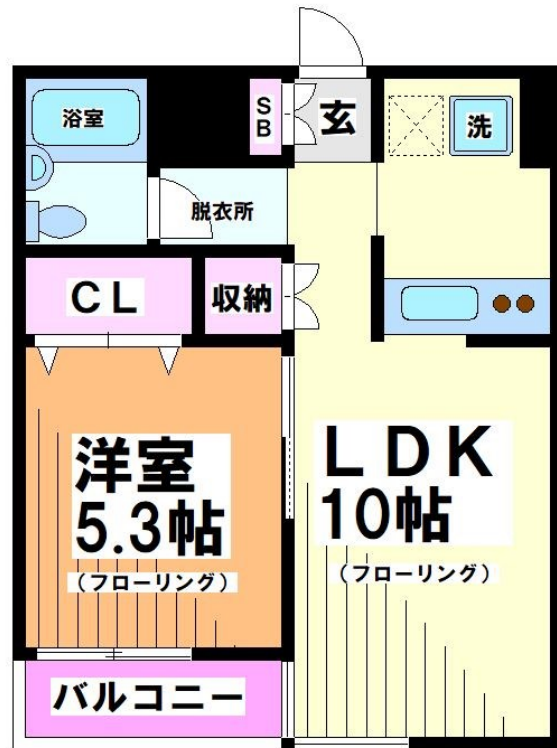 浴室
SB
玄
洗
脱衣所
CL
収納
洋室
5.3帖
(フローリング)
LDK
10帖
(フローリング)
バルコニー